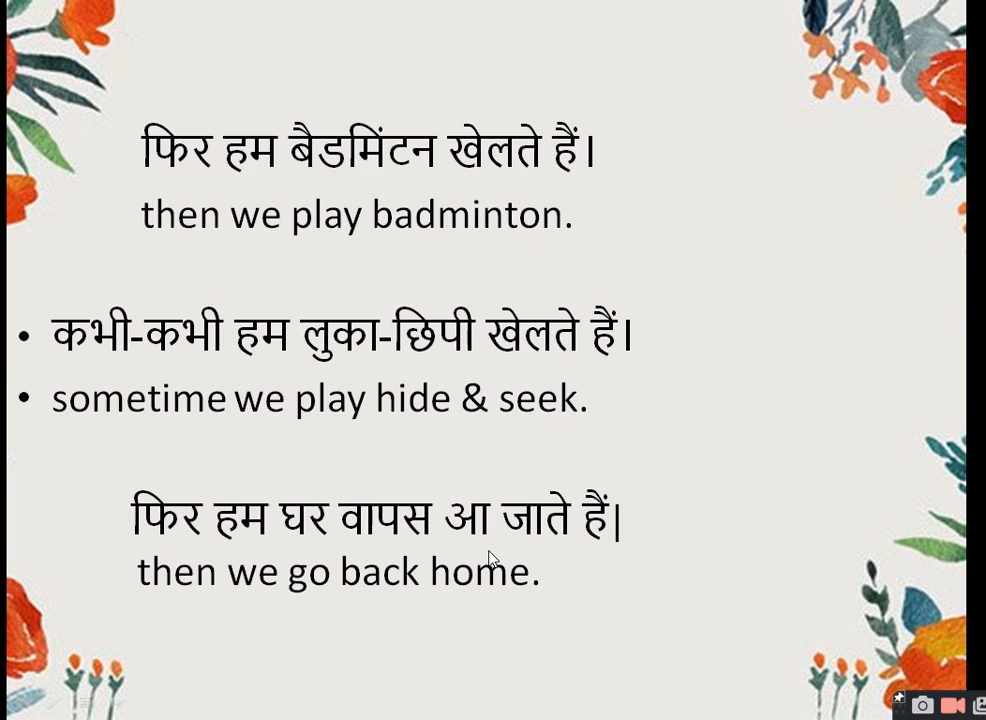 फिर हम बैडमिंटन खेलते हैं।
then we play badminton.
• कभी-कभी हम लुका-छिपी खेलते हैं।
• sometime we play hide & seek.
फिर हम घर वापस आ जाते हैं|
then we go back home.